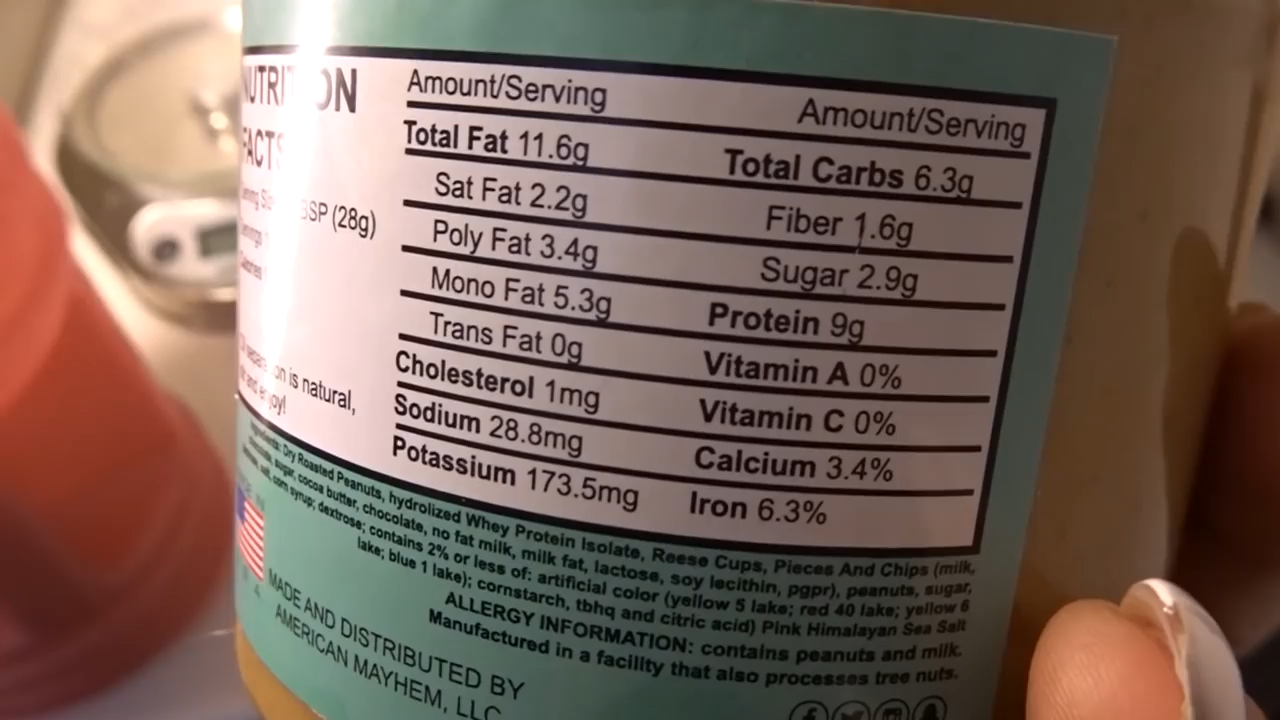 NUTRITION
FACTS
BSP (28g)
on is natural,
and enjoy!
Amount/Serving
Total Fat 11.6g
Sat Fat 2.2g
Poly Fat 3.4g
Mono Fat 5.3g
Trans Fat 0g
Cholesterol 1mg
Sodium 28.8mg
Potassium 173.5mg
Amount/Serving
Total Carbs 6.3g
Fiber 1.6g
Sugar 2.9g
Protein 9g
Vitamin A 0%
Vitamin C 0%
Calcium 3.4%
Iron 6.3%
Ingredients: Dry Roasted Peanuts, hydrolized Whey Protein Isolate, Reese Cups, Pieces And Chips (milk,
sugar, cocoa butter, chocolate, no fat milk, milk fat, lactose, soy lecithin, pgpr), peanuts, sugar,
salt, corn syrup; dextrose; contains 2% or less of: artificial color (yellow 5 lake; red 40 lake; yellow 6
lake; blue 1 lake); cornstarch, tbhq and citric acid) Pink Himalayan Sea Salt
ALLERGY INFORMATION: contains peanuts and milk.
Manufactured in a facility that also processes tree nuts.
MADE AND DISTRIBUTED BY
AMERICAN MAYHEM, LLC